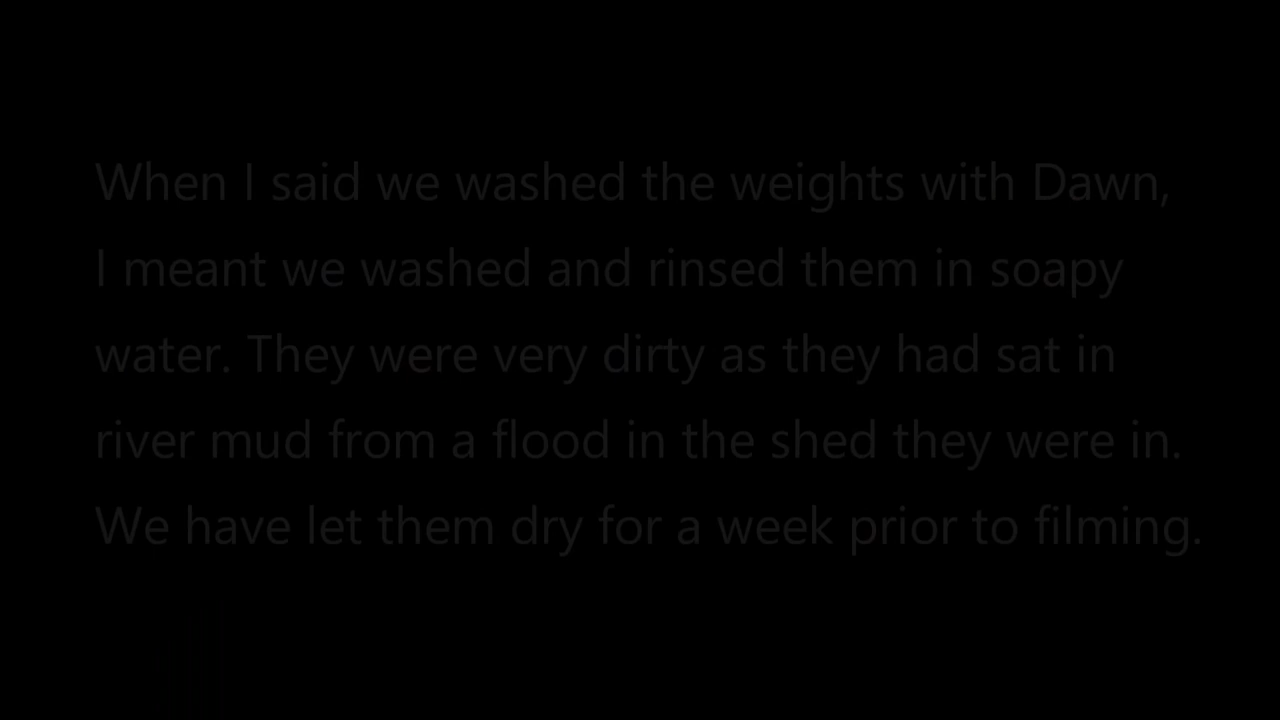 When I said we washed the weights with Dawn,
I meant we washed and rinsed them in soapy
water. They were very dirty as they had sat in
river mud from a flood in the shed they were in.
We have let them dry for a week prior to filming.